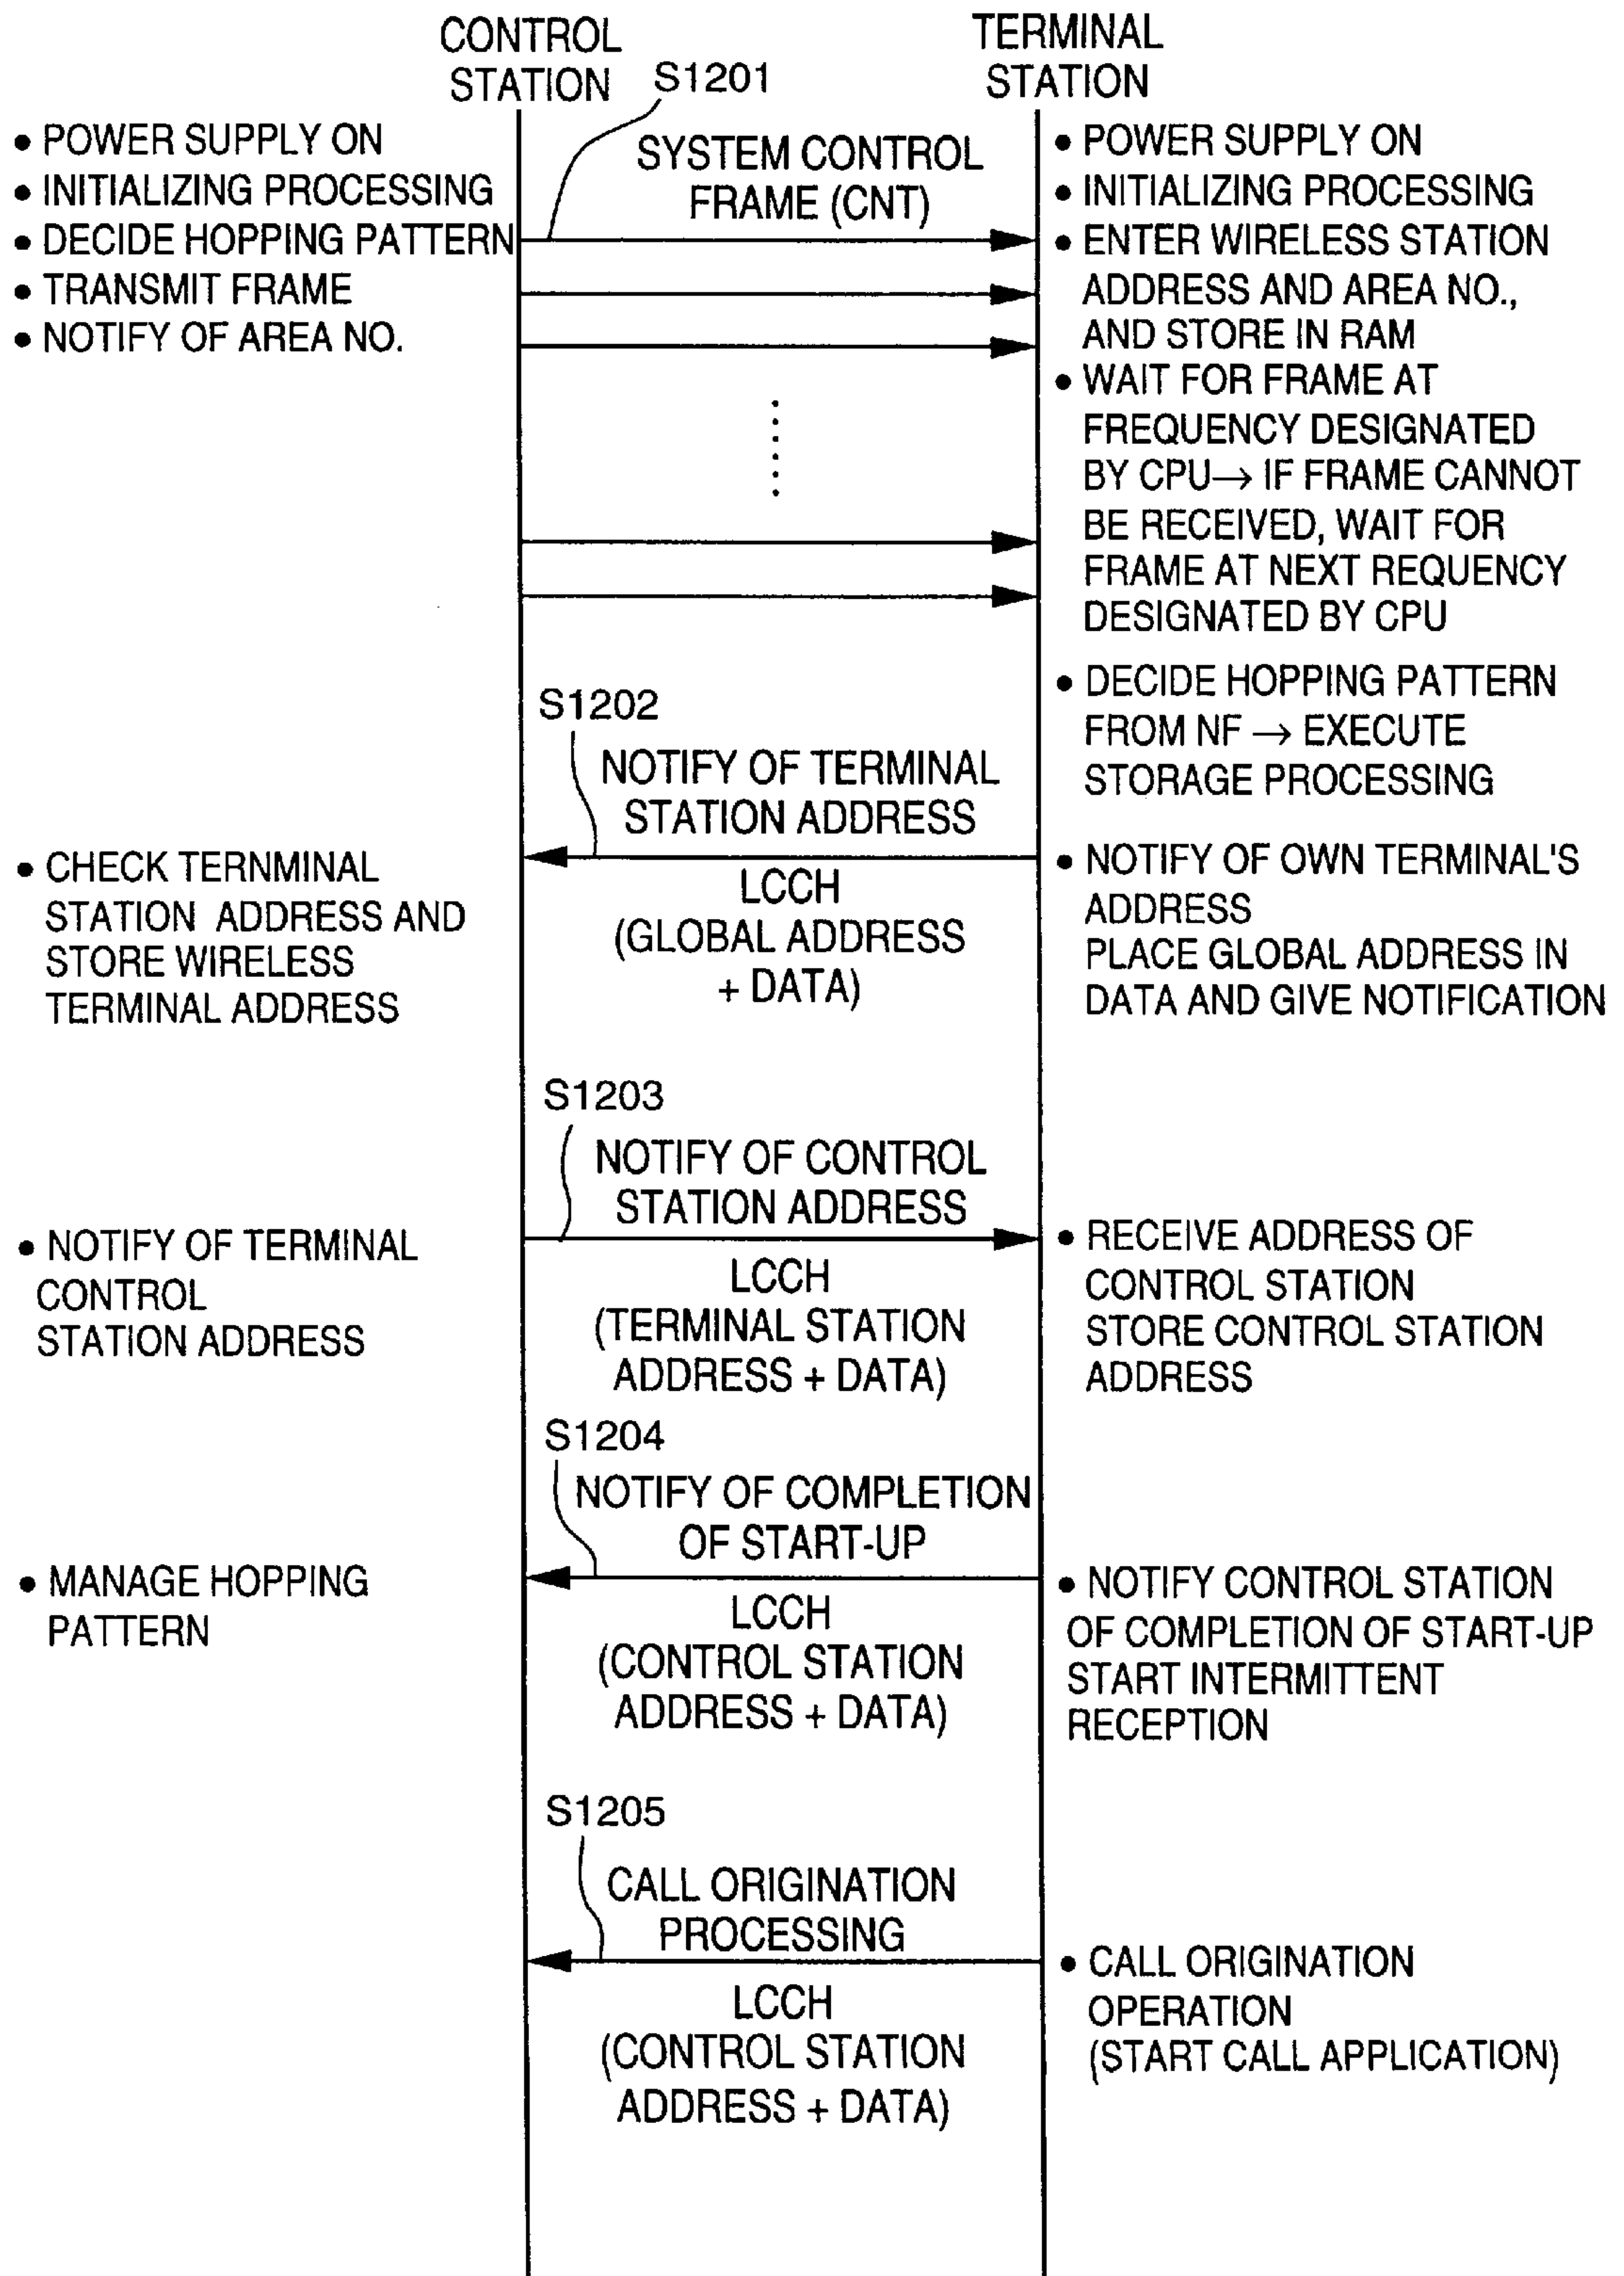 CONTROL
STATION
TERMINAL
STATION
S1201
SYSTEM CONTROL
FRAME (CNT)
• POWER SUPPLY ON
• INITIALIZING PROCESSING
• DECIDE HOPPING PATTERN
• TRANSMIT FRAME
• NOTIFY OF AREA NO.
• POWER SUPPLY ON
• INITIALIZING PROCESSING
• ENTER WIRELESS STATION
ADDRESS AND AREA NO.,
AND STORE IN RAM
• WAIT FOR FRAME AT
FREQUENCY DESIGNATED
BY CPU→ IF FRAME CANNOT
BE RECEIVED, WAIT FOR
FRAME AT NEXT REQUENCY
DESIGNATED BY CPU
• DECIDE HOPPING PATTERN
FROM NF → EXECUTE
STORAGE PROCESSING
S1202
NOTIFY OF TERMINAL
STATION ADDRESS
LCCH
(GLOBAL ADDRESS
+ DATA)
• CHECK TERNMINAL
STATION ADDRESS AND
STORE WIRELESS
TERMINAL ADDRESS
• NOTIFY OF OWN TERMINAL'S
ADDRESS
PLACE GLOBAL ADDRESS IN
DATA AND GIVE NOTIFICATION
S1203
NOTIFY OF CONTROL
STATION ADDRESS
LCCH
(TERMINAL STATION
ADDRESS + DATA)
• NOTIFY OF TERMINAL
CONTROL
STATION ADDRESS
• RECEIVE ADDRESS OF
CONTROL STATION
STORE CONTROL STATION
ADDRESS
S1204
NOTIFY OF COMPLETION
OF START-UP
LCCH
(CONTROL STATION
ADDRESS + DATA)
• MANAGE HOPPING
PATTERN
• NOTIFY CONTROL STATION
OF COMPLETION OF START-UP
START INTERMITTENT
RECEPTION
S1205
CALL ORIGINATION
PROCESSING
LCCH
(CONTROL STATION
ADDRESS + DATA)
• CALL ORIGINATION
OPERATION
(START CALL APPLICATION)